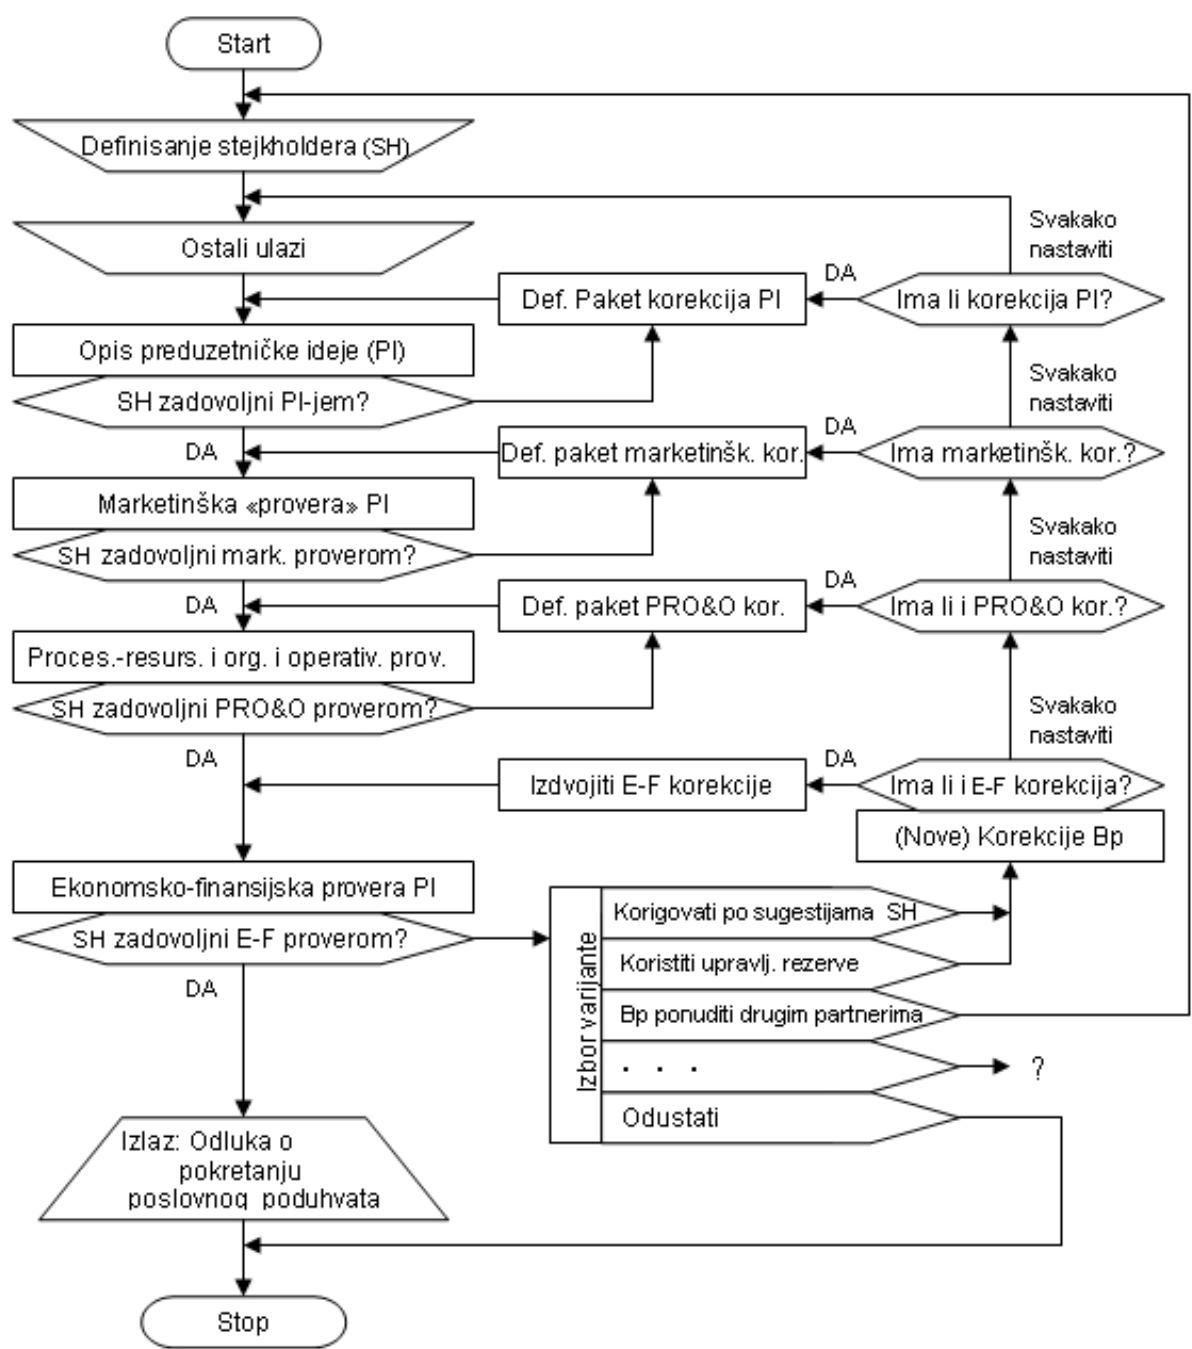 Start
Definisanje stejkholdera (SH)
Ostali ulazi
Svakako
nastaviti
Def. Paket korekcija PI
DA
Ima li korekcija PI?
Opis preduzetničke ideje (PI)
SH zadovoljni PI-jem?
Svakako
nastaviti
DA
Def. paket marketinšk. kor.
DA
Ima marketinšk. kor.?
Marketinška «provera» PI
SH zadovoljni mark. proverom?
Svakako
nastaviti
DA
Def. paket PRO&O kor.
DA
Ima li i PRO&O kor.?
Proces.-resurs. i org. i operativ. prov.
SH zadovoljni PRO&O proverom?
Svakako
nastaviti
DA
Izdvojiti E-F korekcije
DA
Ima li i E-F korekcija?
(Nove) Korekcije Bp
Ekonomsko-finansijska provera PI
SH zadovoljni E-F proverom?
DA
Izbor varijante
Korigovati po sugestijama SH
Koristiti upravlj. rezerve
Bp ponuditi drugim partnerima
. . .
?
Odustati
Izlaz: Odluka o
pokretanju
poslovnog poduhvata
Stop